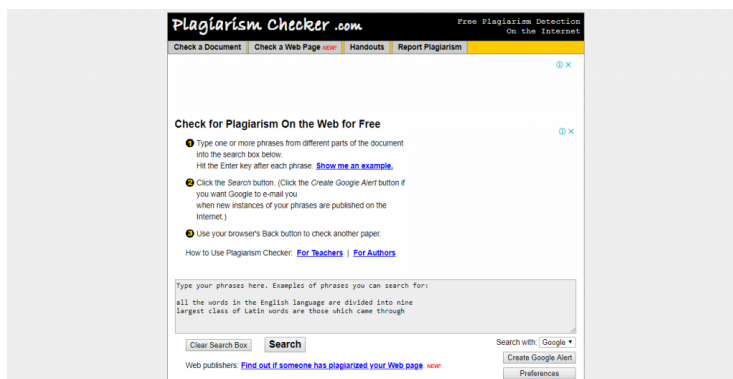 Plagiarism Checker .com
Free Plagiarism Detection
On the Internet
Check a Document Check a Web Page NEW! Handouts Report Plagiarism
Check for Plagiarism On the Web for Free
1 Type one or more phrases from different parts of the document
into the search box below.
Hit the Enter key after each phrase. Show me an example.
2 Click the Search button. (Click the Create Google Alert button if
you want Google to e-mail you
when new instances of your phrases are published on the
Internet.)
3 Use your browser's Back button to check another paper.
How to Use Plagiarism Checker: For Teachers | For Authors
Type your phrases here. Examples of phrases you can search for:
all the words in the English language are divided into nine
largest class of Latin words are those which came through
Clear Search Box Search Search with: Google
Create Google Alert
Web publishers: Find out if someone has plagiarized your Web page. NEW!
Preferences